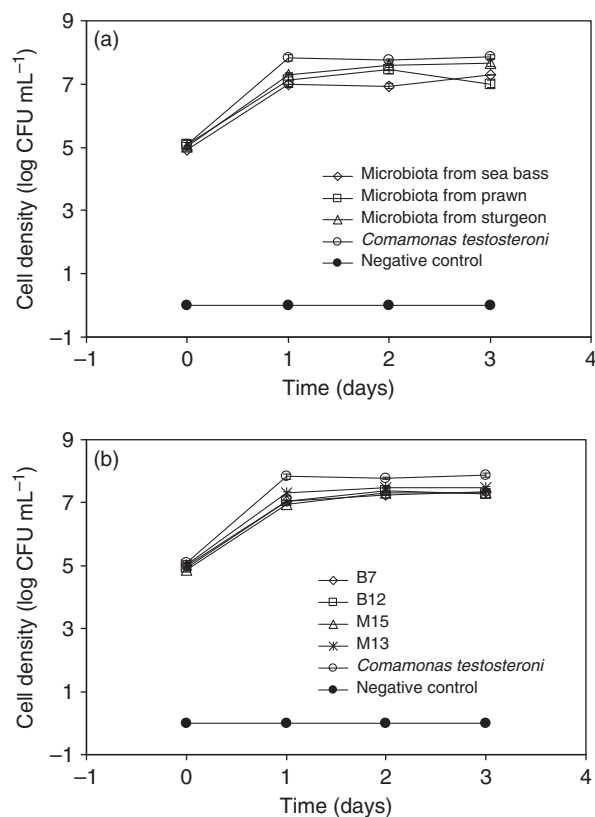 (a)
9
7
5
3
1
–1
Cell density (log CFU mL⁻¹)
Microbiota from sea bass
Microbiota from prawn
Microbiota from sturgeon
Comamonas testosteroni
Negative control
–1 0 1 2 3 4
Time (days)
(b)
9
7
5
3
1
–1
Cell density (log CFU mL⁻¹)
B7
B12
M15
M13
Comamonas testosteroni
Negative control
–1 0 1 2 3 4
Time (days)